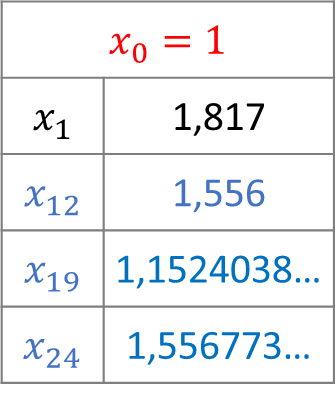 x₀ = 1
x₁ 1,817
x₁₂ 1,556
x₁₉ 1,1524038...
x₂₄ 1,556773...